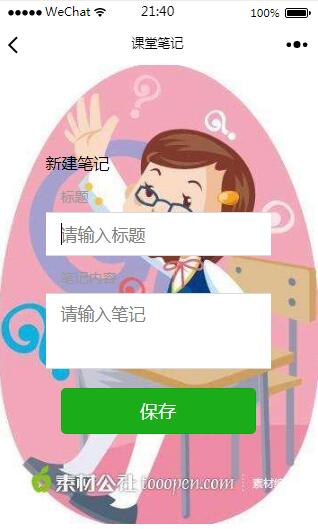 WeChat 21:40 100%
课堂笔记
新建笔记
标题
请输入标题
笔记内容
请输入笔记
保存
素材公社 tooopen.com 素材